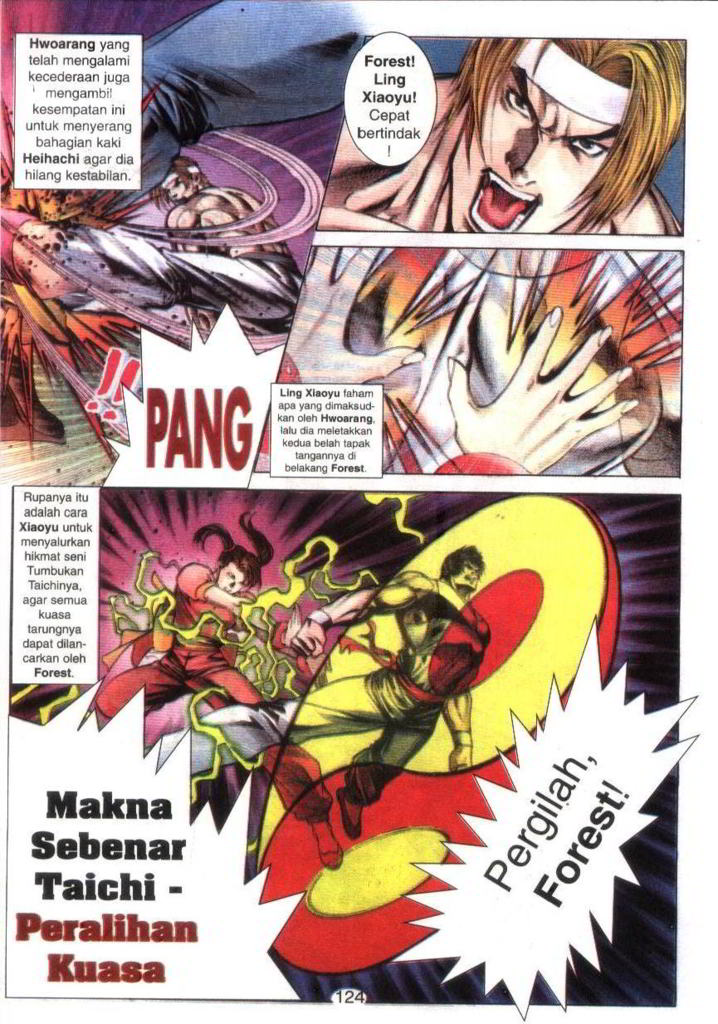 Hwoarang yang
telah mengalami
kecederaan juga
mengambil
kesempatan ini
untuk menyerang
bahagian kaki
Heihachi agar dia
hilang kestabilan.
Forest!
Ling
Xiaoyu!
Cepat
bertindak
!
!!
PANG
Ling Xiaoyu faham
apa yang dimaksud-
kan oleh Hwoarang,
lalu dia meletakkan
kedua belah tapak
tangannya di
belakang Forest.
Rupanya itu
adalah cara
Xiaoyu untuk
menyalurkan
hikmat seni
Tumbukan
Taichinya,
agar semua
kuasa
tarungnya
dapat dilan-
carkan oleh
Forest.
Makna
Sebenar
Taichi -
Peralihan
Kuasa
Pergilah,
Forest!
124